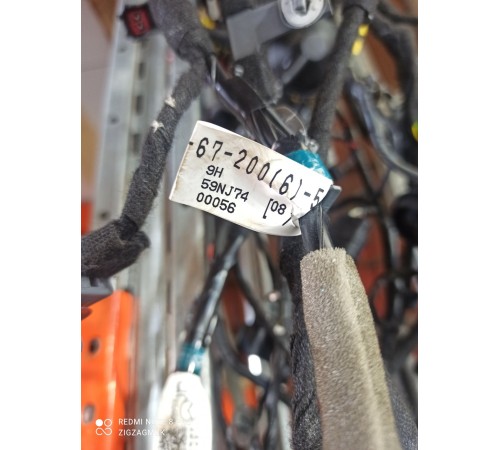 -67-200(6)-5
9H
59NJ74 [08
00056
REDMI N
ZIGZAG